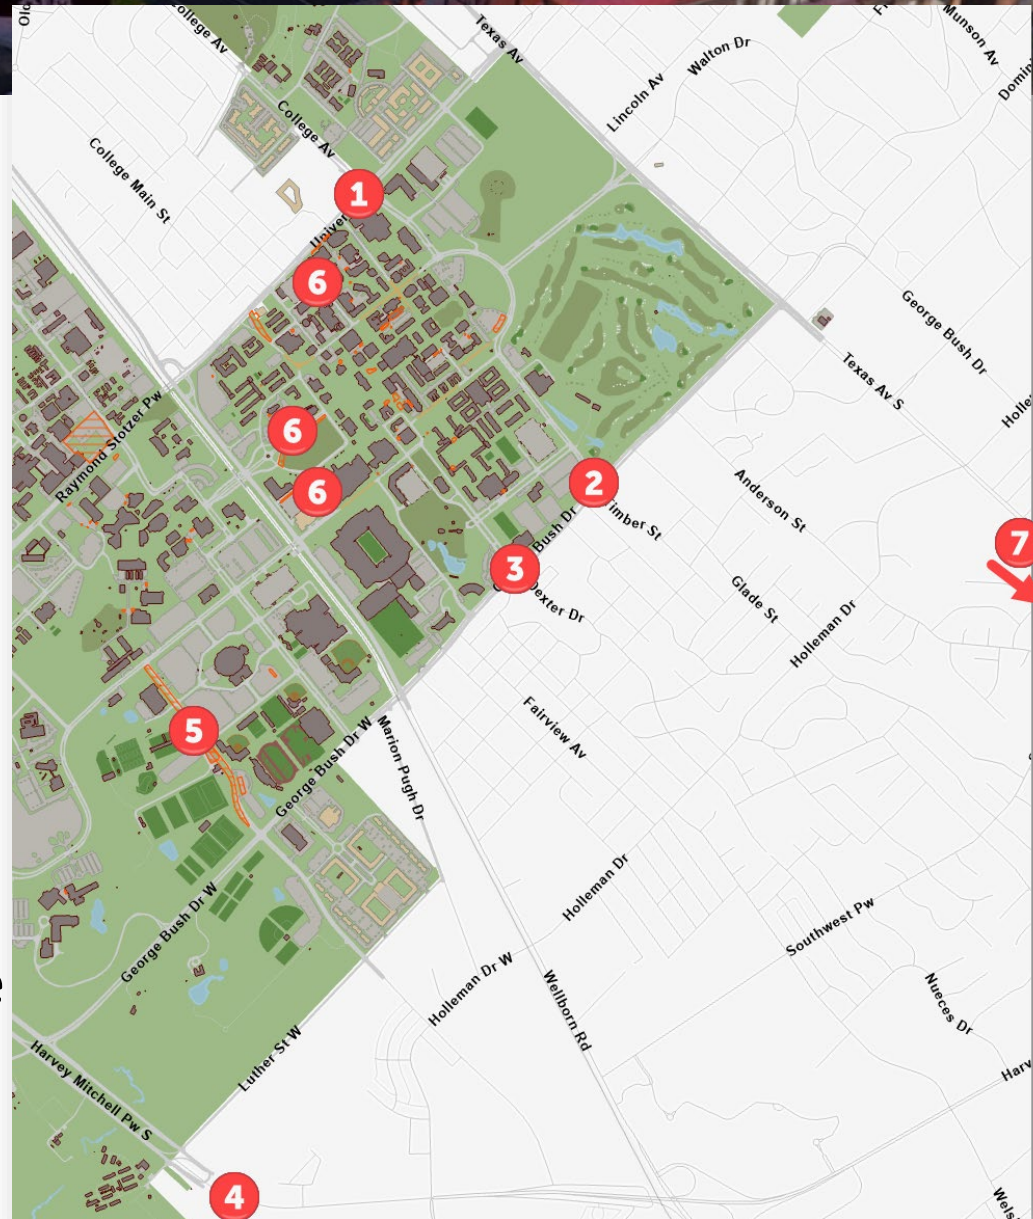 College Av
Texas Av
Munson Av
Walton Dr
Lincoln Av
College Av
College Main St
1
6
George Bush Dr
Texas Av S
Raymond Stotzer Pw
6
6
2
Anderson St
3
Bush Dr
Dexter Dr
Glade St
7
Holleman Dr
Fairview Av
5
Marion Pugh Dr
George Bush Dr W
Holleman Dr
Southwest Pw
George Bush Dr W
Holleman Dr W
Wellborn Rd
Nueces Dr
Harvey Mitchell Pw S
Luther St W
4